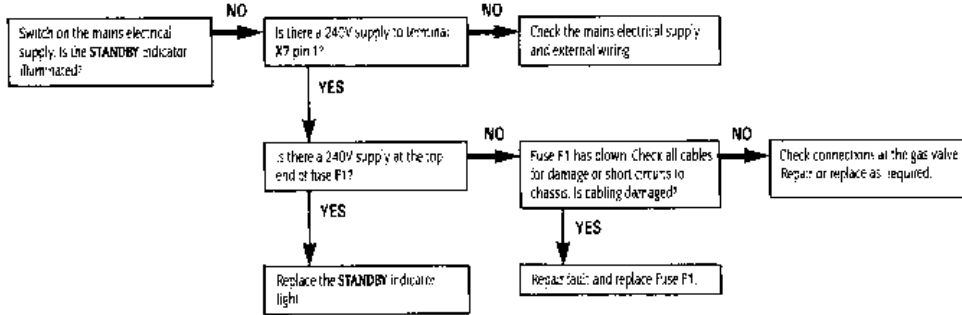 NO
NO
Switch on the mains electrical
supply. Is the STANDBY indicator
illuminated?
Is there a 240V supply to terminal
X7 pin 1?
Check the mains electrical supply
and external wiring
YES
NO
NO
Is there a 240V supply at the top
end of fuse F1?
Fuse F1 has blown. Check all cables
for damage or short circuits to
chassis. Is cabling damaged?
Check connections at the gas valve
Repair or replace as required.
YES
YES
Replace the STANDBY indicator
light
Repair fault and replace Fuse F1.